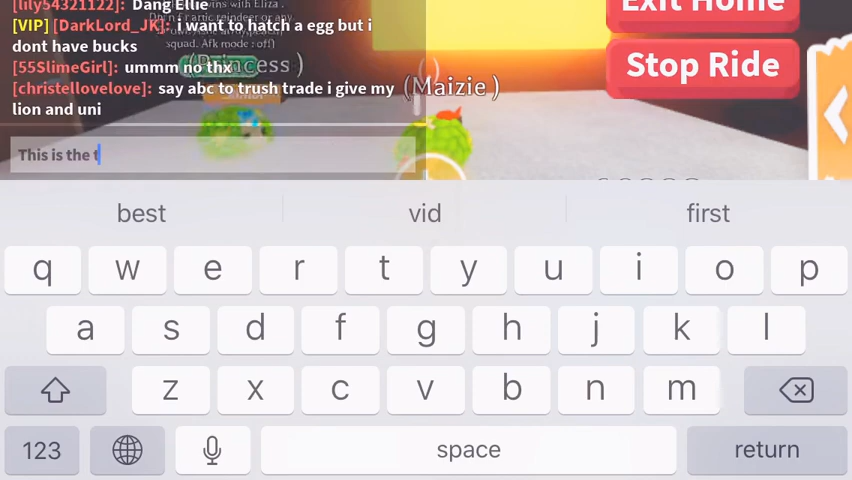 [lily54321122]: Dang Ellie
[VIP] [DarkLord_JK]: i want to hatch a egg but i
dont have bucks
[55SlimeGirl]: ummm no thx
[christellovelove]: say abc to trush trade i give my
lion and uni
(Princess )
(Maizie )
Exit Home
Stop Ride
This is the t
best vid first
q w e r t y u i o p
a s d f g h j k l
z x c v b n m
123 space return